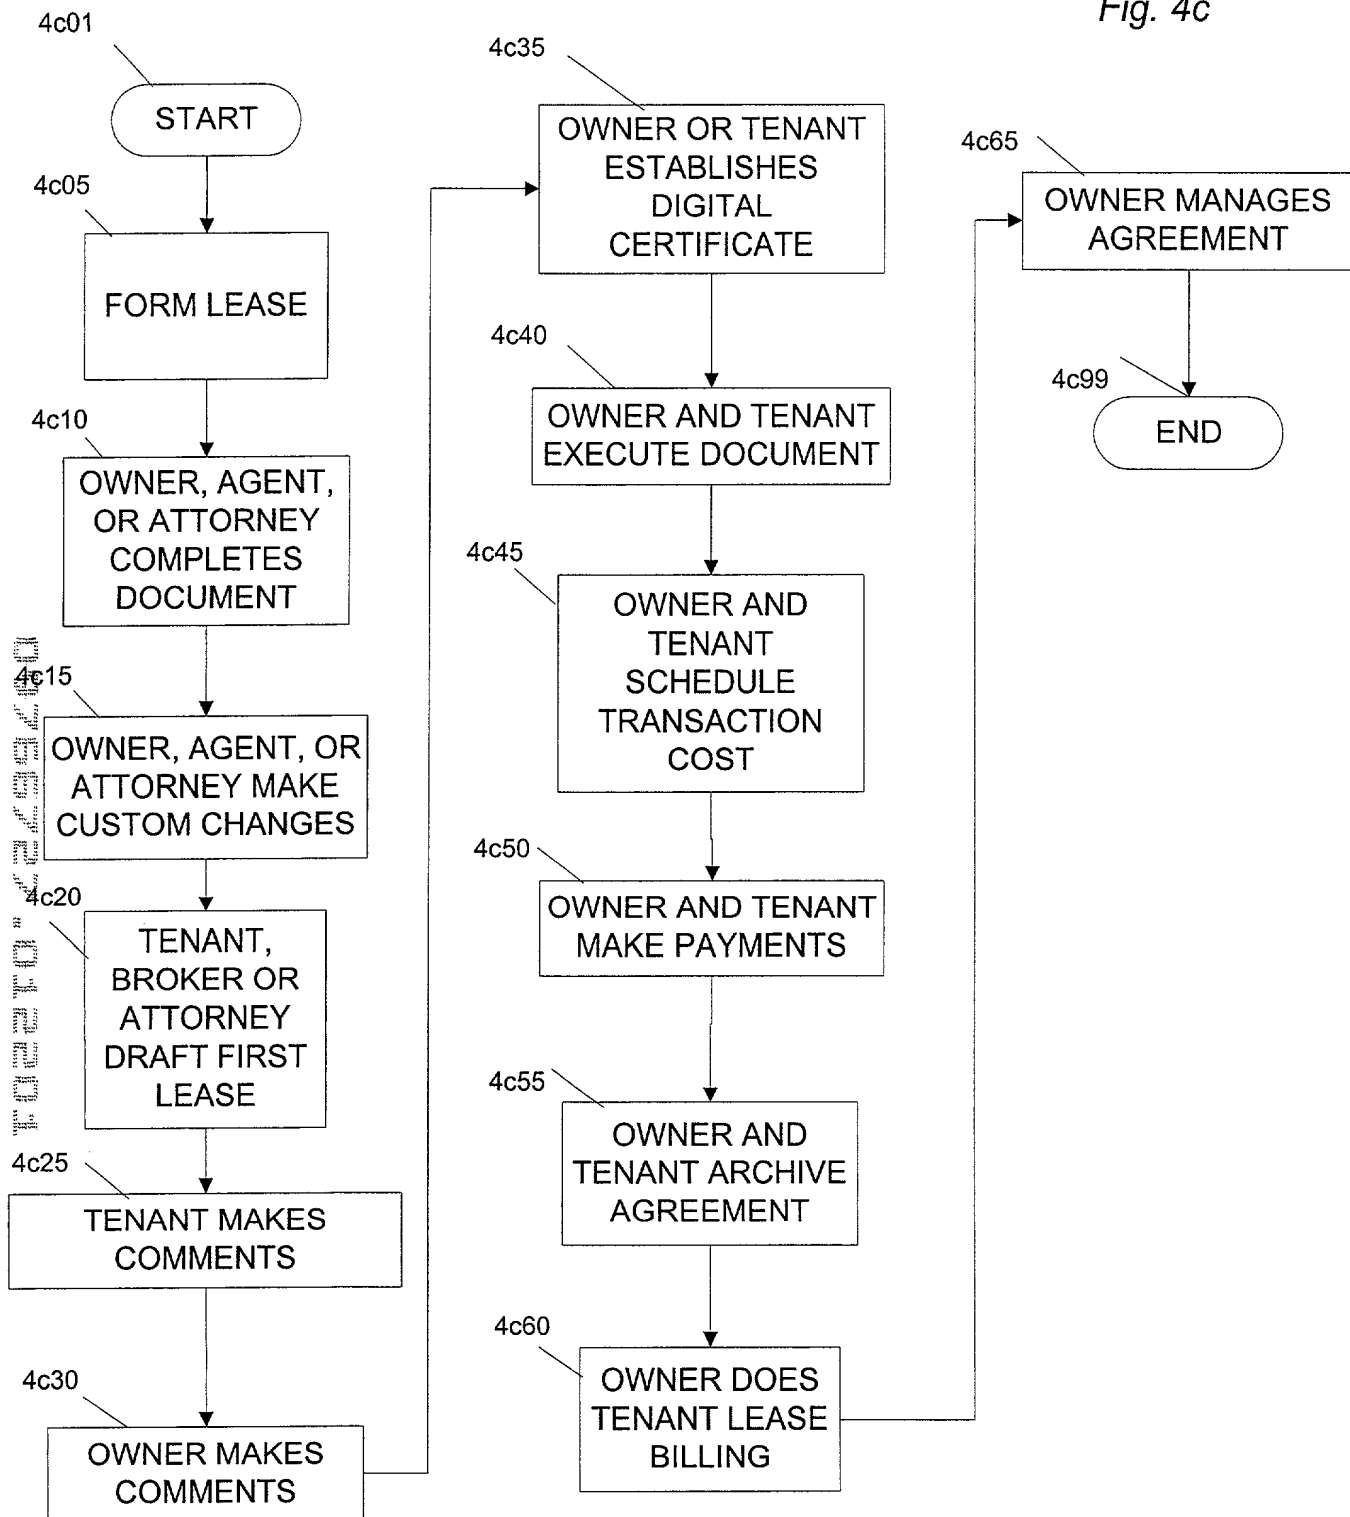 Fig. 4c
4c01
START
4c05
FORM LEASE
4c10
OWNER, AGENT,
OR ATTORNEY
COMPLETES
DOCUMENT
4c15
OWNER, AGENT, OR
ATTORNEY MAKE
CUSTOM CHANGES
4c20
TENANT,
BROKER OR
ATTORNEY
DRAFT FIRST
LEASE
4c25
TENANT MAKES
COMMENTS
4c30
OWNER MAKES
COMMENTS
4c35
OWNER OR TENANT
ESTABLISHES
DIGITAL
CERTIFICATE
4c40
OWNER AND TENANT
EXECUTE DOCUMENT
4c45
OWNER AND
TENANT
SCHEDULE
TRANSACTION
COST
4c50
OWNER AND TENANT
MAKE PAYMENTS
4c55
OWNER AND
TENANT ARCHIVE
AGREEMENT
4c60
OWNER DOES
TENANT LEASE
BILLING
4c65
OWNER MANAGES
AGREEMENT
4c99
END